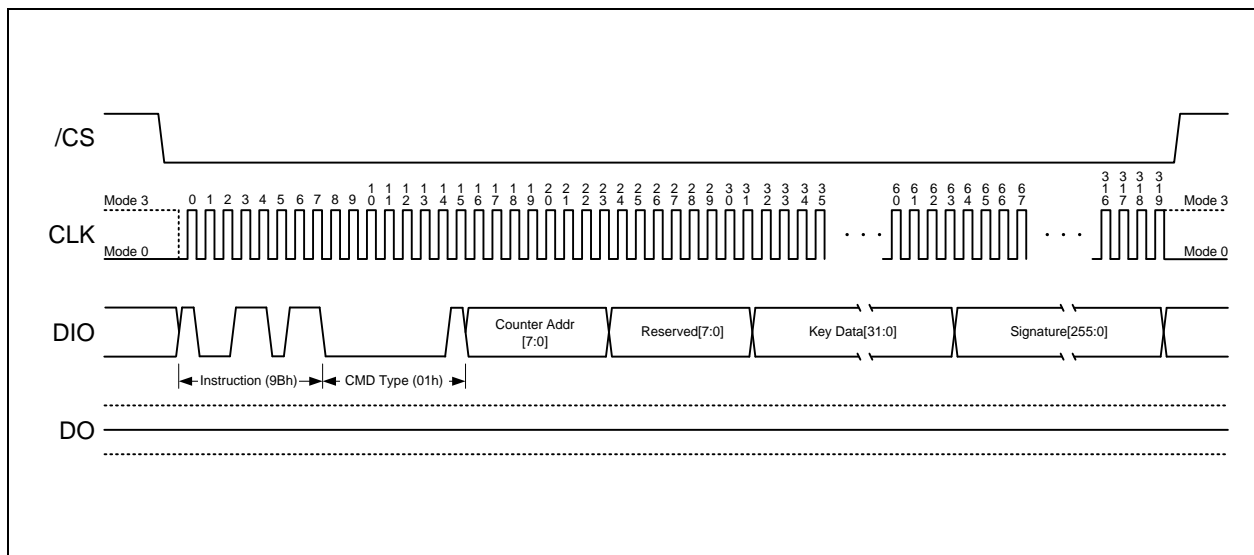 /CS
0 1 2 3 4 5 6 7 8 9 10 11 12 13 14 15 16 17 18 19 20 21 22 23 24 25 26 27 28 29 30 31 32 33 34 35 60 61 62 63 64 65 66 67 316 317 318 319
Mode 3 Mode 3
CLK . . . . . .
Mode 0 Mode 0
DIO Counter Addr Reserved[7:0] Key Data[31:0] Signature[255:0]
[7:0]
Instruction (9Bh) CMD Type (01h)
DO